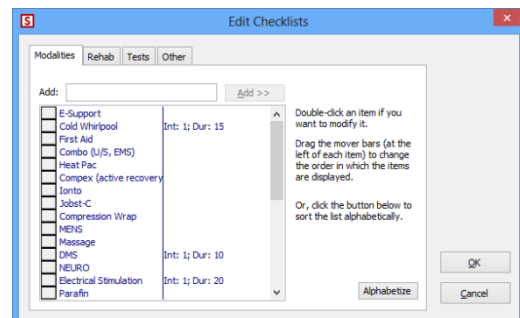 S
Edit Checklists
Modalities Rehab Tests Other
Add:
Add >>
E-Support
Cold Whirlpool Int: 1; Dur: 15
First Aid
Combo (U/S, EMS)
Heat Pac
Compex (active recovery
Ionto
Jobst-C
Compression Wrap
MENS
Massage
DMS Int: 1; Dur: 10
NEURO
Electrical Stimulation Int: 1; Dur: 20
Parafin
Double-click an item if you
want to modify it.
Drag the mover bars (at the
left of each item) to change
the order in which the items
are displayed.
Or, click the button below to
sort the list alphabetically.
Alphabetize
OK
Cancel